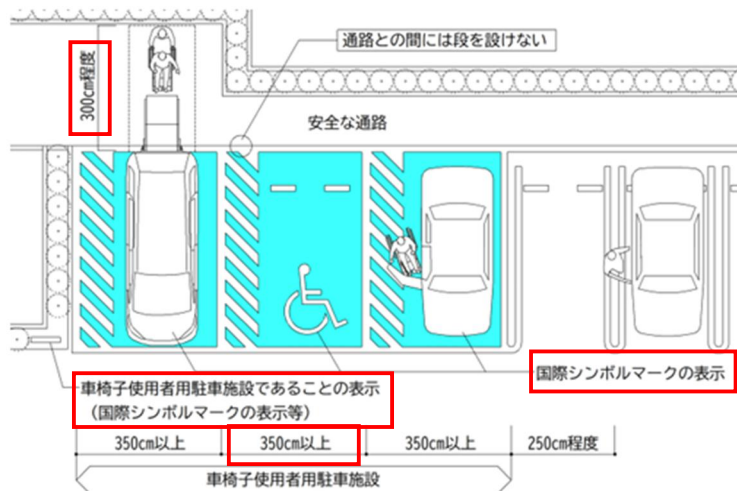 通路との間には段を設けない
300cm程度
安全な通路
国際シンボルマークの表示
車椅子使用者用駐車施設であることの表示
（国際シンボルマークの表示等）
350cm以上
350cm以上
350cm以上
250cm程度
車椅子使用者用駐車施設